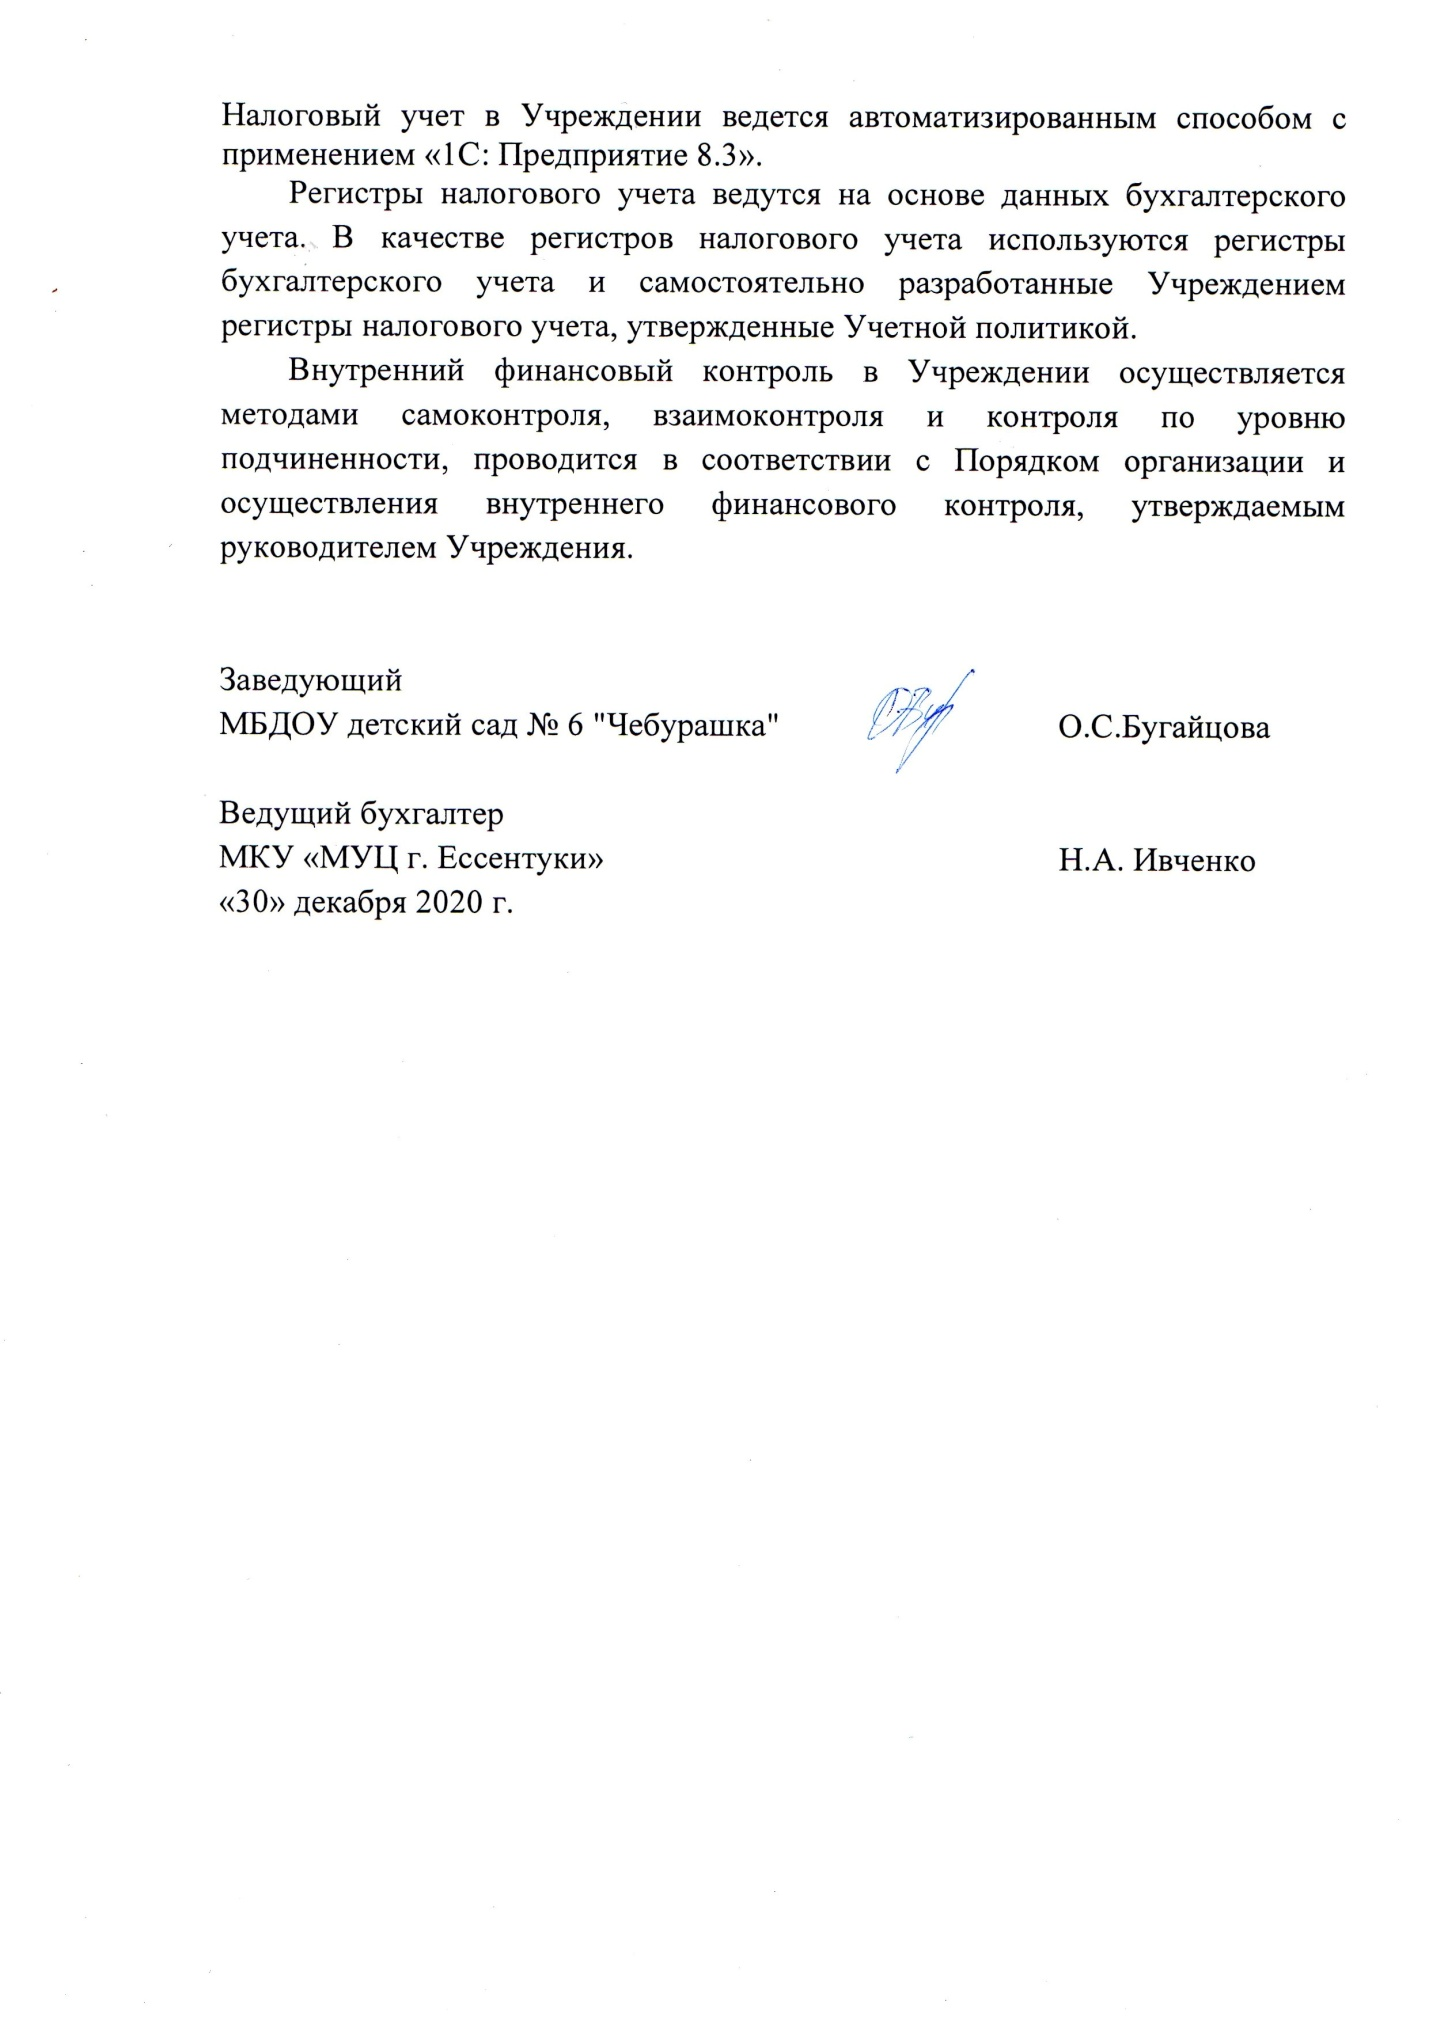 Налоговый учет в Учреждении ведется автоматизированным способом с
применением «1С: Предприятие 8.3».
Регистры налогового учета ведутся на основе данных бухгалтерского
учета. В качестве регистров налогового учета используются регистры
бухгалтерского учета и самостоятельно разработанные Учреждением
регистры налогового учета, утвержденные Учетной политикой.
Внутренний финансовый контроль в Учреждении осуществляется
методами самоконтроля, взаимоконтроля и контроля по уровню
подчиненности, проводится в соответствии с Порядком организации и
осуществления внутреннего финансового контроля, утверждаемым
руководителем Учреждения.
Заведующий
МБДОУ детский сад № 6 "Чебурашка" О.С.Бугайцова
Ведущий бухгалтер
МКУ «МУЦ г. Ессентуки» Н.А. Ивченко
«30» декабря 2020 г.